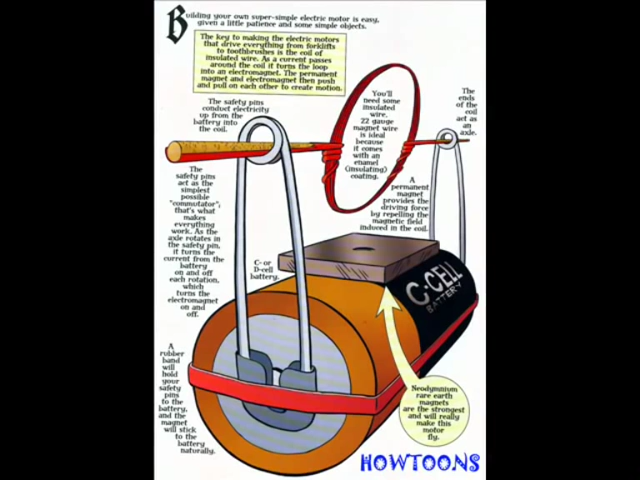 Building your own super-simple electric motor is easy,
given a little patience and some simple objects.
The key to making the electric motors
that drive everything from forklifts
to toothbrushes is the coil of
insulated wire. As a current passes
around the coil it turns the loop
into an electromagnet. The permanent
magnet and electromagnet then push
and pull on each other to create motion.
The safety pins
conduct electricity
up from the
battery into
the coil.
You'll
need some
insulated
wire.
22 gauge
magnet wire
is ideal
because
it comes
with an
enamel
(insulating)
coating.
The
ends
of the
coil
act as
an
axle.
The
safety pins
act as the
simplest
possible
"commutator",
that's what
makes
everything
work. As the
axle rotates in
the safety pin,
it turns the
current from the
battery
on and off
each rotation,
which
turns the
electromagnet
on and
off.
A
permanent
magnet
provides the
driving force
by repelling the
magnetic field
induced in the coil.
C- or
D-cell
battery.
C-CELL
BATTERY
A
rubber
band
will
hold
your
safety
pins
to the
battery,
and the
magnet
will stick
to the
battery
naturally.
Neodymnium
rare earth
magnets
are the strongest
and will really
make this
motor
fly.
HOWTOONS